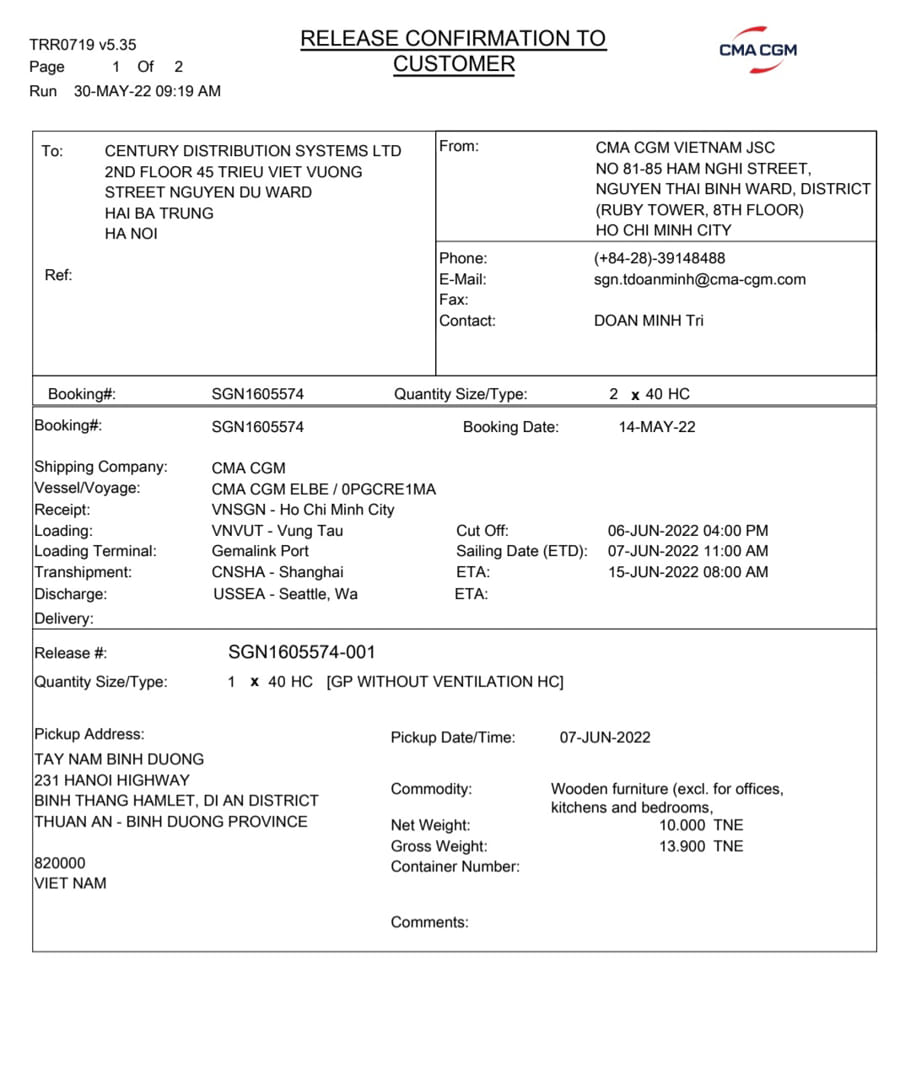 TRR0719 v5.35
Page 1 Of 2
Run 30-MAY-22 09:19 AM
RELEASE CONFIRMATION TO
CUSTOMER
CMA CGM
To: CENTURY DISTRIBUTION SYSTEMS LTD
2ND FLOOR 45 TRIEU VIET VUONG
STREET NGUYEN DU WARD
HAI BA TRUNG
HA NOI
Ref:
From: CMA CGM VIETNAM JSC
NO 81-85 HAM NGHI STREET,
NGUYEN THAI BINH WARD, DISTRICT
(RUBY TOWER, 8TH FLOOR)
HO CHI MINH CITY
Phone: (+84-28)-39148488
E-Mail: sgn.tdoanminh@cma-cgm.com
Fax:
Contact: DOAN MINH Tri
Booking#: SGN1605574 Quantity Size/Type: 2 x 40 HC
Booking#: SGN1605574 Booking Date: 14-MAY-22
Shipping Company: CMA CGM
Vessel/Voyage: CMA CGM ELBE / 0PGCRE1MA
Receipt: VNSGN - Ho Chi Minh City
Loading: VNVUT - Vung Tau Cut Off: 06-JUN-2022 04:00 PM
Loading Terminal: Gemalink Port Sailing Date (ETD): 07-JUN-2022 11:00 AM
Transhipment: CNSHA - Shanghai ETA: 15-JUN-2022 08:00 AM
Discharge: USSEA - Seattle, Wa ETA:
Delivery:
Release #: SGN1605574-001
Quantity Size/Type: 1 x 40 HC [GP WITHOUT VENTILATION HC]
Pickup Address:
TAY NAM BINH DUONG
231 HANOI HIGHWAY
BINH THANG HAMLET, DI AN DISTRICT
THUAN AN - BINH DUONG PROVINCE
820000
VIET NAM
Pickup Date/Time: 07-JUN-2022
Commodity: Wooden furniture (excl. for offices,
kitchens and bedrooms,
Net Weight: 10.000 TNE
Gross Weight: 13.900 TNE
Container Number:
Comments: